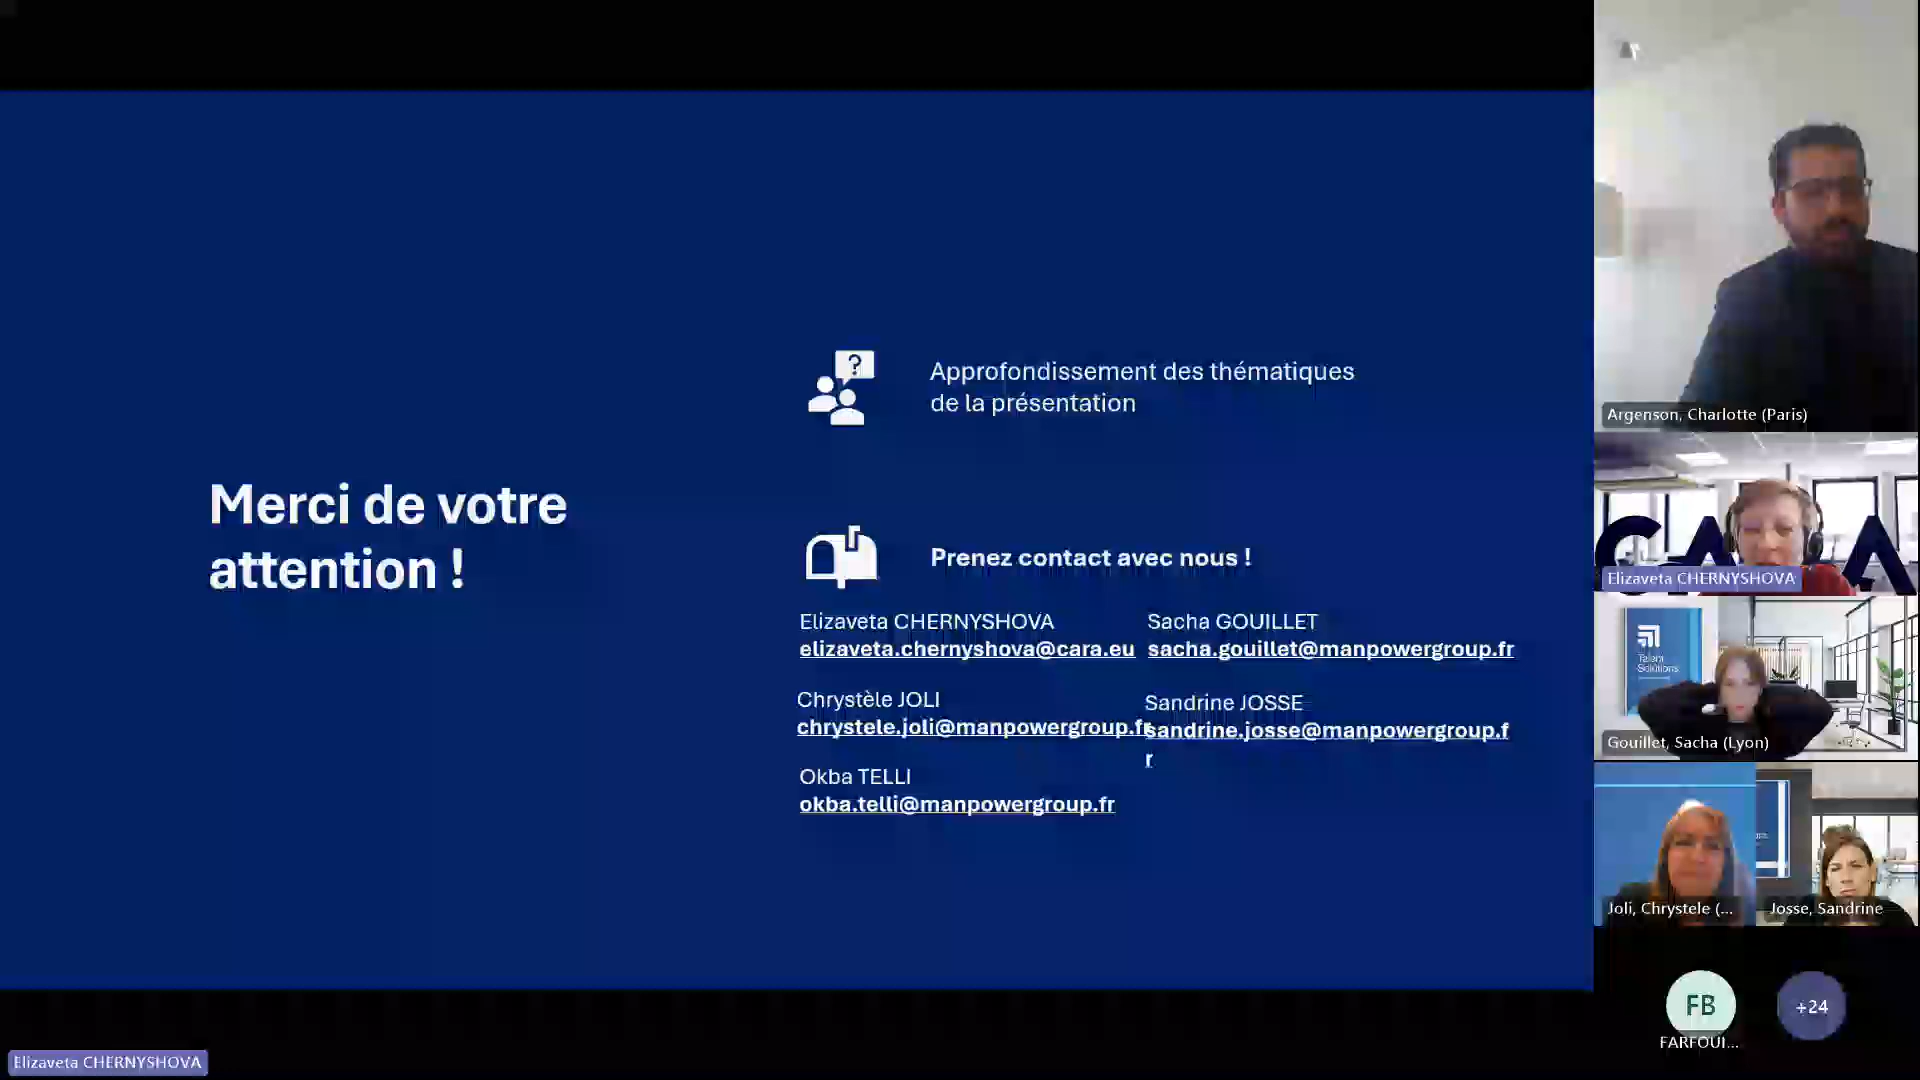 Merci de votre
attention !
?
Approfondissement des thématiques
de la présentation
Prenez contact avec nous !
Elizaveta CHERNYSHOVA
elizaveta.chernyshova@cara.eu
Sacha GOUILLET
sacha.gouillet@manpowergroup.fr
Chrystèle JOLI
chrystele.joli@manpowergroup.fr
Sandrine JOSSE
sandrine.josse@manpowergroup.f
r
Okba TELLI
okba.telli@manpowergroup.fr
Argenson, Charlotte (Paris)
CARA
Elizaveta CHERNYSHOVA
Talent
Solutions
Gouillet, Sacha (Lyon)
Joli, Chrystele (...
Josse, Sandrine
FB
+24
FARFOUI...
Elizaveta CHERNYSHOVA